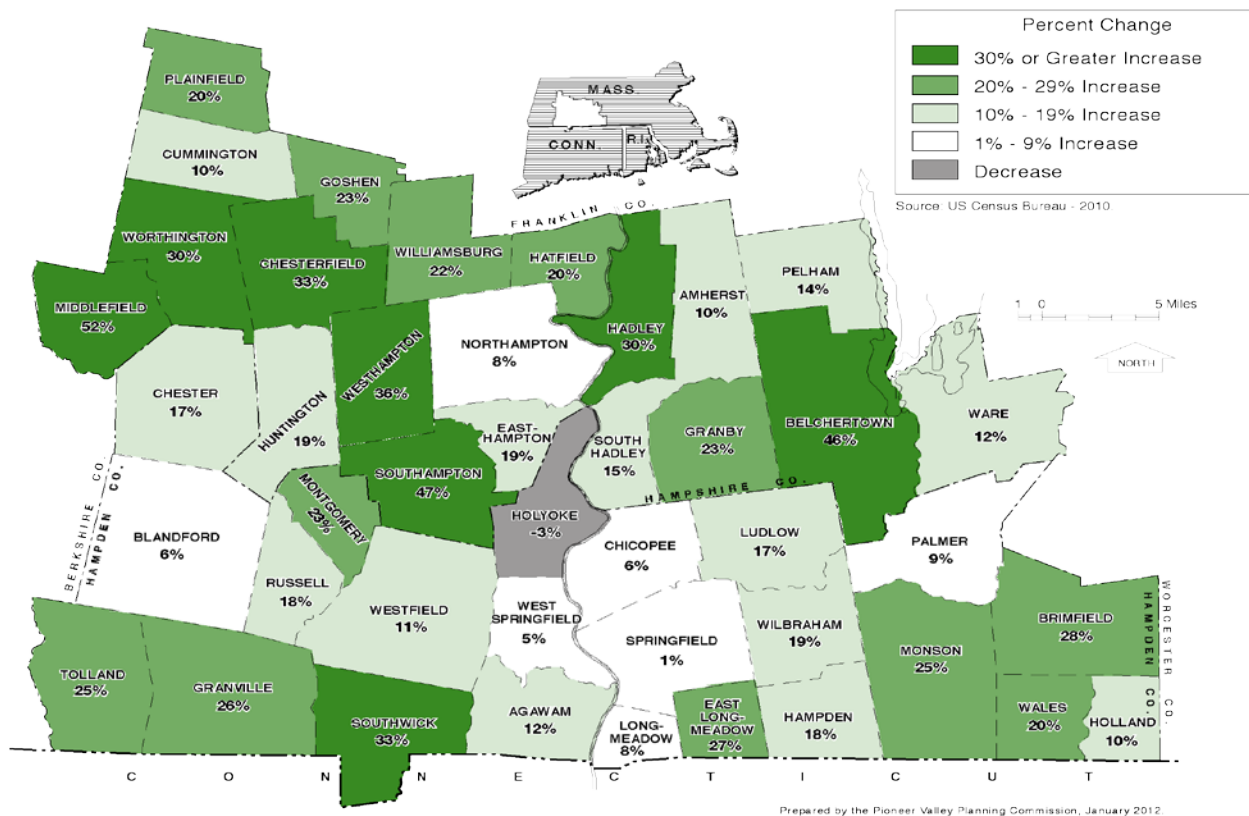 Percent Change
30% or Greater Increase
20% - 29% Increase
10% - 19% Increase
1% - 9% Increase
Decrease
Source: US Census Bureau - 2010.
MASS.
CONN.
R.I.
PLAINFIELD
20%
CUMMINGTON
10%
GOSHEN
23%
FRANKLIN CO.
WORTHINGTON
30%
CHESTERFIELD
33%
WILLIAMSBURG
22%
HATFIELD
20%
PELHAM
14%
AMHERST
10%
MIDDLEFIELD
52%
HADLEY
30%
1 0 5 Miles
NORTH
NORTHAMPTON
8%
WESTHAMPTON
36%
CHESTER
17%
HUNTINGTON
19%
EAST-
HAMPTON
19%
SOUTH
HADLEY
15%
GRANBY
23%
BELCHERTOWN
46%
WARE
12%
SOUTHAMPTON
47%
MONTGOMERY
23%
HAMPSHIRE CO.
BERKSHIRE CO.
HAMPDEN CO.
BLANDFORD
6%
HOLYOKE
-3%
CHICOPEE
6%
LUDLOW
17%
PALMER
9%
RUSSELL
18%
WESTFIELD
11%
WEST
SPRINGFIELD
5%
SPRINGFIELD
1%
WILBRAHAM
19%
MONSON
25%
BRIMFIELD
28%
HAMPDEN CO.
WORCESTER CO.
TOLLAND
25%
GRANVILLE
26%
SOUTHWICK
33%
AGAWAM
12%
LONG-
MEADOW
8%
EAST
LONG-
MEADOW
27%
HAMPDEN
18%
WALES
20%
HOLLAND
10%
CONNECTICUT
Prepared by the Pioneer Valley Planning Commission, January 2012.